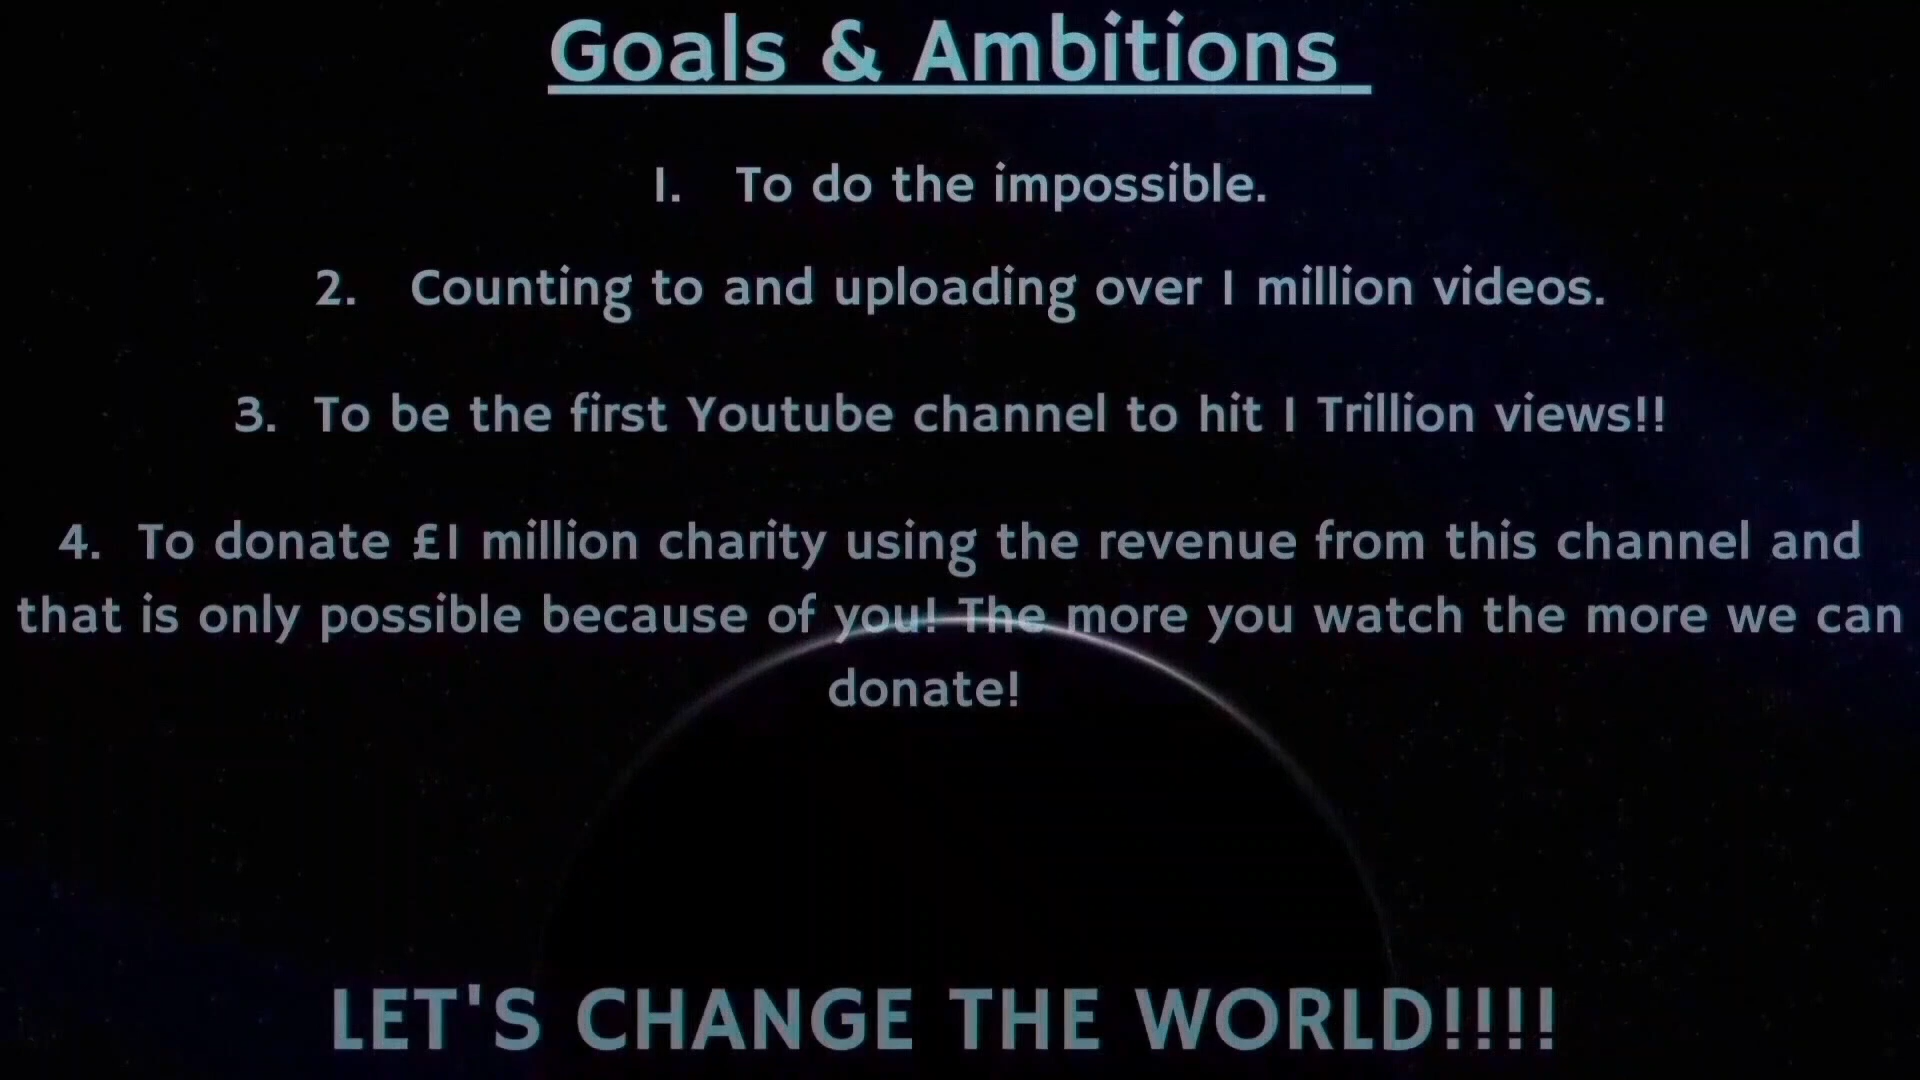 Goals & Ambitions
1. To do the impossible.
2. Counting to and uploading over 1 million videos.
3. To be the first Youtube channel to hit 1 Trillion views!!
4. To donate £1 million charity using the revenue from this channel and
that is only possible because of you! The more you watch the more we can
donate!
LET'S CHANGE THE WORLD!!!!